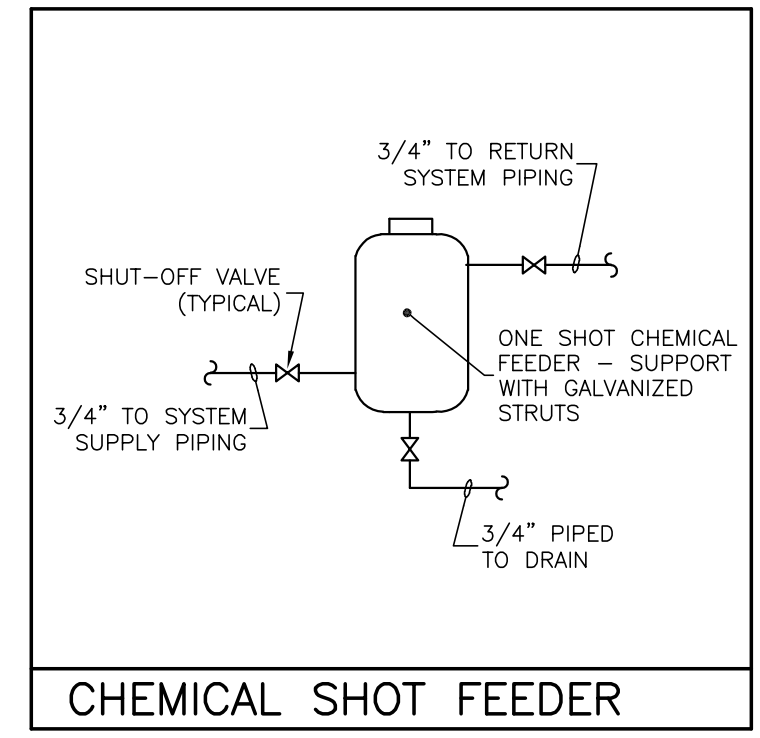 3/4" TO RETURN
SYSTEM PIPING
SHUT-OFF VALVE
(TYPICAL)
ONE SHOT CHEMICAL
FEEDER - SUPPORT
WITH GALVANIZED
STRUTS
3/4" TO SYSTEM
SUPPLY PIPING
3/4" PIPED
TO DRAIN
CHEMICAL SHOT FEEDER